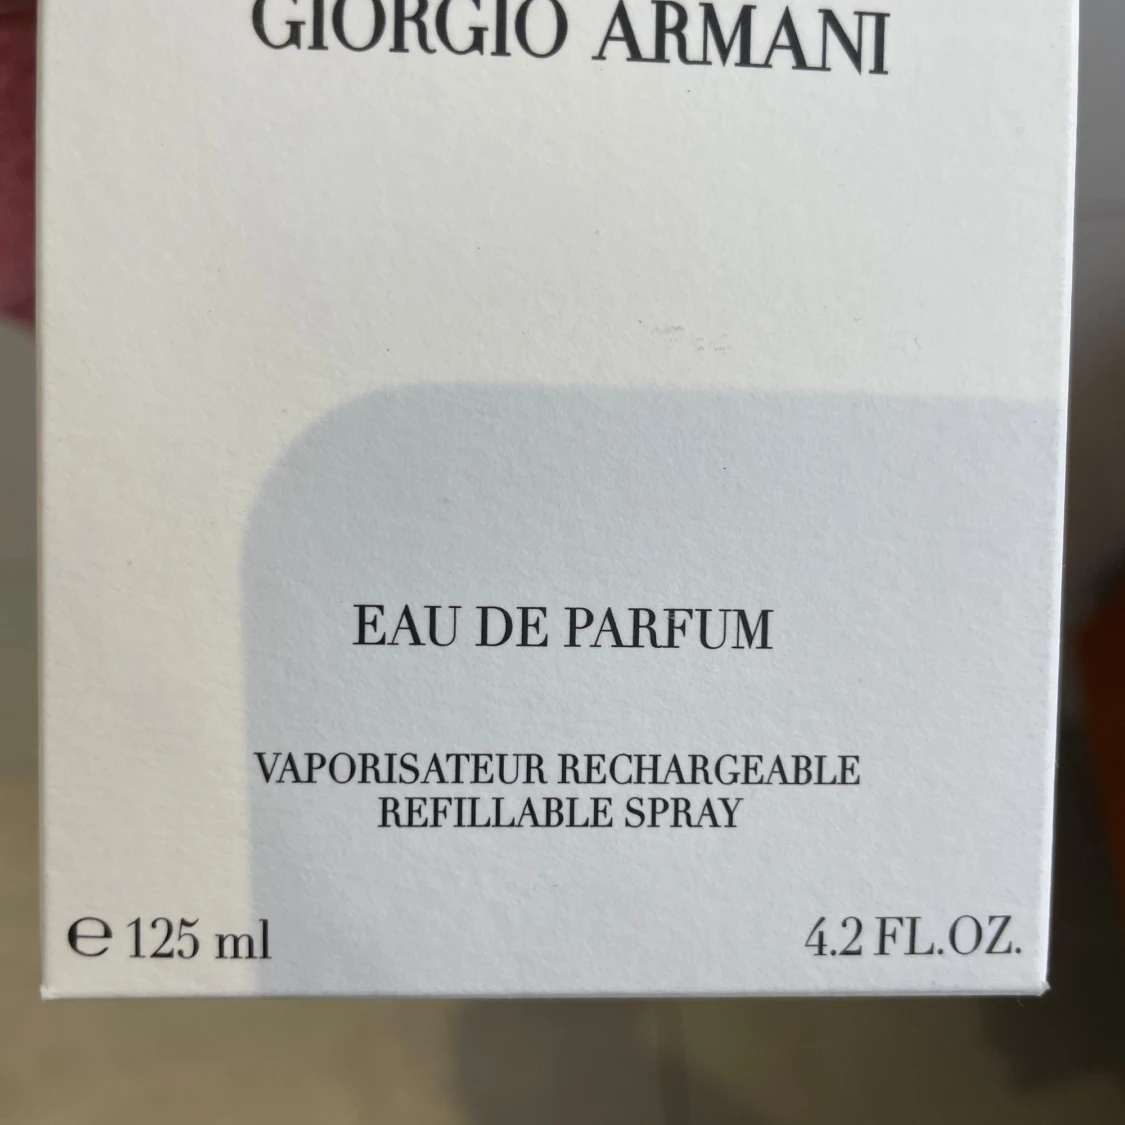 GIORGIO ARMANI
EAU DE PARFUM
VAPORISATEUR RECHARGEABLE
REFILLABLE SPRAY
℮ 125 ml
4.2 FL.OZ.